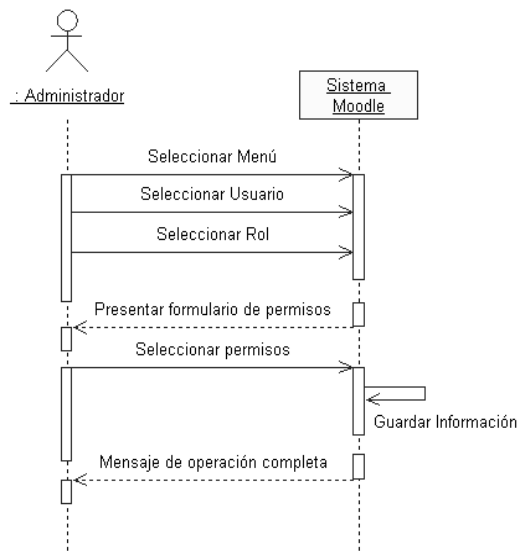 : Administrador
Sistema
Moodle
Seleccionar Menú
Seleccionar Usuario
Seleccionar Rol
Presentar formulario de permisos
Seleccionar permisos
Guardar Información
Mensaje de operación completa